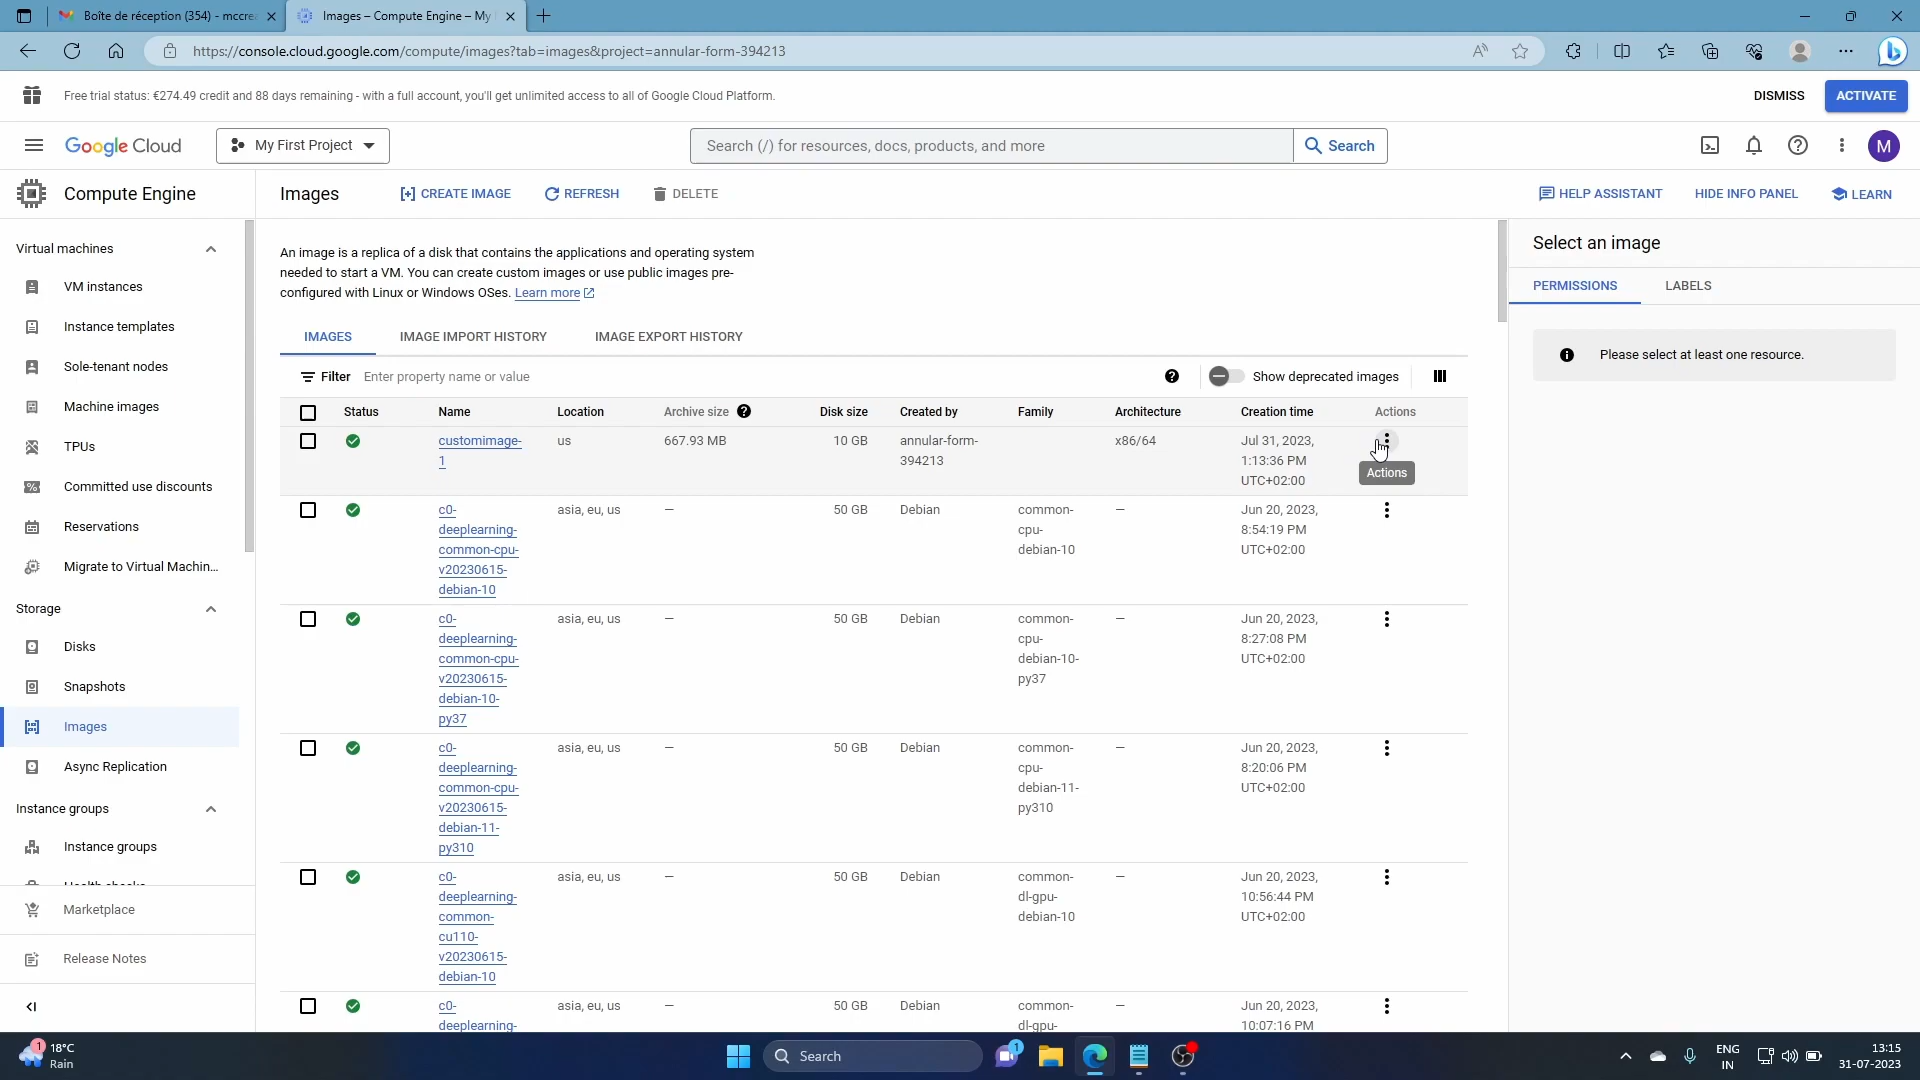 Boîte de réception (354) - mccrea
Images – Compute Engine – My
https://console.cloud.google.com/compute/images?tab=images&project=annular-form-394213
Free trial status: €274.49 credit and 88 days remaining - with a full account, you'll get unlimited access to all of Google Cloud Platform.
DISMISS
ACTIVATE
Google Cloud
My First Project
Search (/) for resources, docs, products, and more
Search
M
Compute Engine
Images
CREATE IMAGE
REFRESH
DELETE
HELP ASSISTANT
HIDE INFO PANEL
LEARN
Virtual machines
VM instances
Instance templates
Sole-tenant nodes
Machine images
TPUs
Committed use discounts
Reservations
Migrate to Virtual Machin...
Storage
Disks
Snapshots
Images
Async Replication
Instance groups
Instance groups
Marketplace
Release Notes
An image is a replica of a disk that contains the applications and operating system
needed to start a VM. You can create custom images or use public images pre-
configured with Linux or Windows OSes. Learn more
IMAGES
IMAGE IMPORT HISTORY
IMAGE EXPORT HISTORY
Filter
Enter property name or value
Show deprecated images
Status
Name
Location
Archive size
Disk size
Created by
Family
Architecture
Creation time
Actions
customimage-
1
us
667.93 MB
10 GB
annular-form-
394213
x86/64
Jul 31, 2023,
1:13:36 PM
UTC+02:00
Actions
c0-
deeplearning-
common-cpu-
v20230615-
debian-10
asia, eu, us
—
50 GB
Debian
common-
cpu-
debian-10
—
Jun 20, 2023,
8:54:19 PM
UTC+02:00
c0-
deeplearning-
common-cpu-
v20230615-
debian-10-
py37
asia, eu, us
—
50 GB
Debian
common-
cpu-
debian-10-
py37
—
Jun 20, 2023,
8:27:08 PM
UTC+02:00
c0-
deeplearning-
common-cpu-
v20230615-
debian-11-
py310
asia, eu, us
—
50 GB
Debian
common-
cpu-
debian-11-
py310
—
Jun 20, 2023,
8:20:06 PM
UTC+02:00
c0-
deeplearning-
common-
cu110-
v20230615-
debian-10
asia, eu, us
—
50 GB
Debian
common-
dl-gpu-
debian-10
—
Jun 20, 2023,
10:56:44 PM
UTC+02:00
c0-
deeplearning-
asia, eu, us
—
50 GB
Debian
common-
dl-gpu-
—
Jun 20, 2023,
10:07:16 PM
Select an image
PERMISSIONS
LABELS
Please select at least one resource.
1
18°C
Rain
Search
1
ENG
IN
13:15
31-07-2023